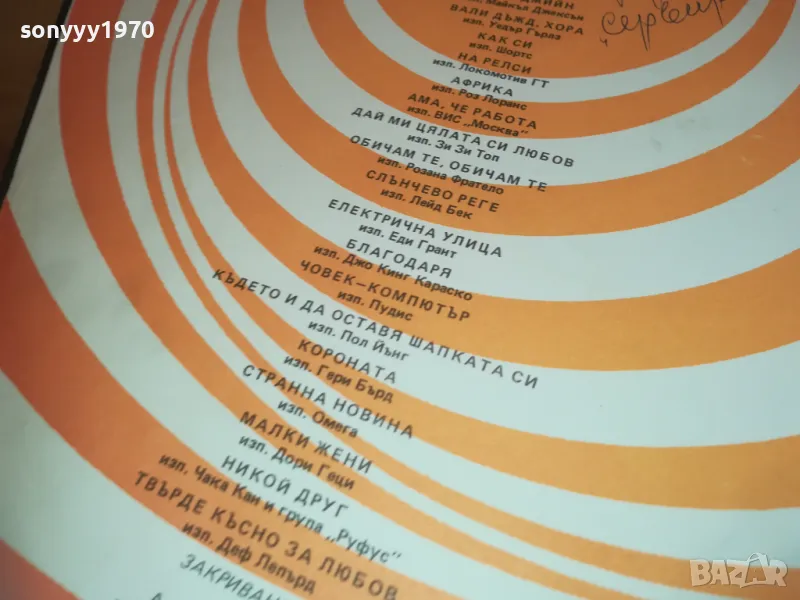 sonyyy1970
изп. Майкъл Джексън
ВАЛИ ДЪЖД, ХОРА
изп. Уедър Гърлз
КАК СИ
изп. Шортс
НА РЕЛСИ
изп. Локомотив ГТ
АФРИКА
изп. Роз Лоранс
АМА, ЧЕ РАБОТА
изп. ВИС „Москва"
ДАЙ МИ ЦЯЛАТА СИ ЛЮБОВ
изп. Зи Зи Топ
ОБИЧАМ ТЕ, ОБИЧАМ ТЕ
изп. Розана Фратело
СЛЪНЧЕВО РЕГЕ
изп. Лейд Бек
ЕЛЕКТРИЧНА УЛИЦА
изп. Еди Грант
БЛАГОДАРЯ
изп. Джо Кинг Караско
ЧОВЕК—КОМПЮТЪР
изп. Пудис
КЪДЕТО И ДА ОСТАВЯ ШАПКАТА СИ
изп. Пол Йънг
КОРОНАТА
изп. Гери Бърд
СТРАННА НОВИНА
изп. Омега
МАЛКИ ЖЕНИ
изп. Дори Геци
НИКОЙ ДРУГ
изп. Чака Кан и група „Руфус"
ТВЪРДЕ КЪСНО ЗА ЛЮБОВ
изп. Деф Лепърд
BAZAR